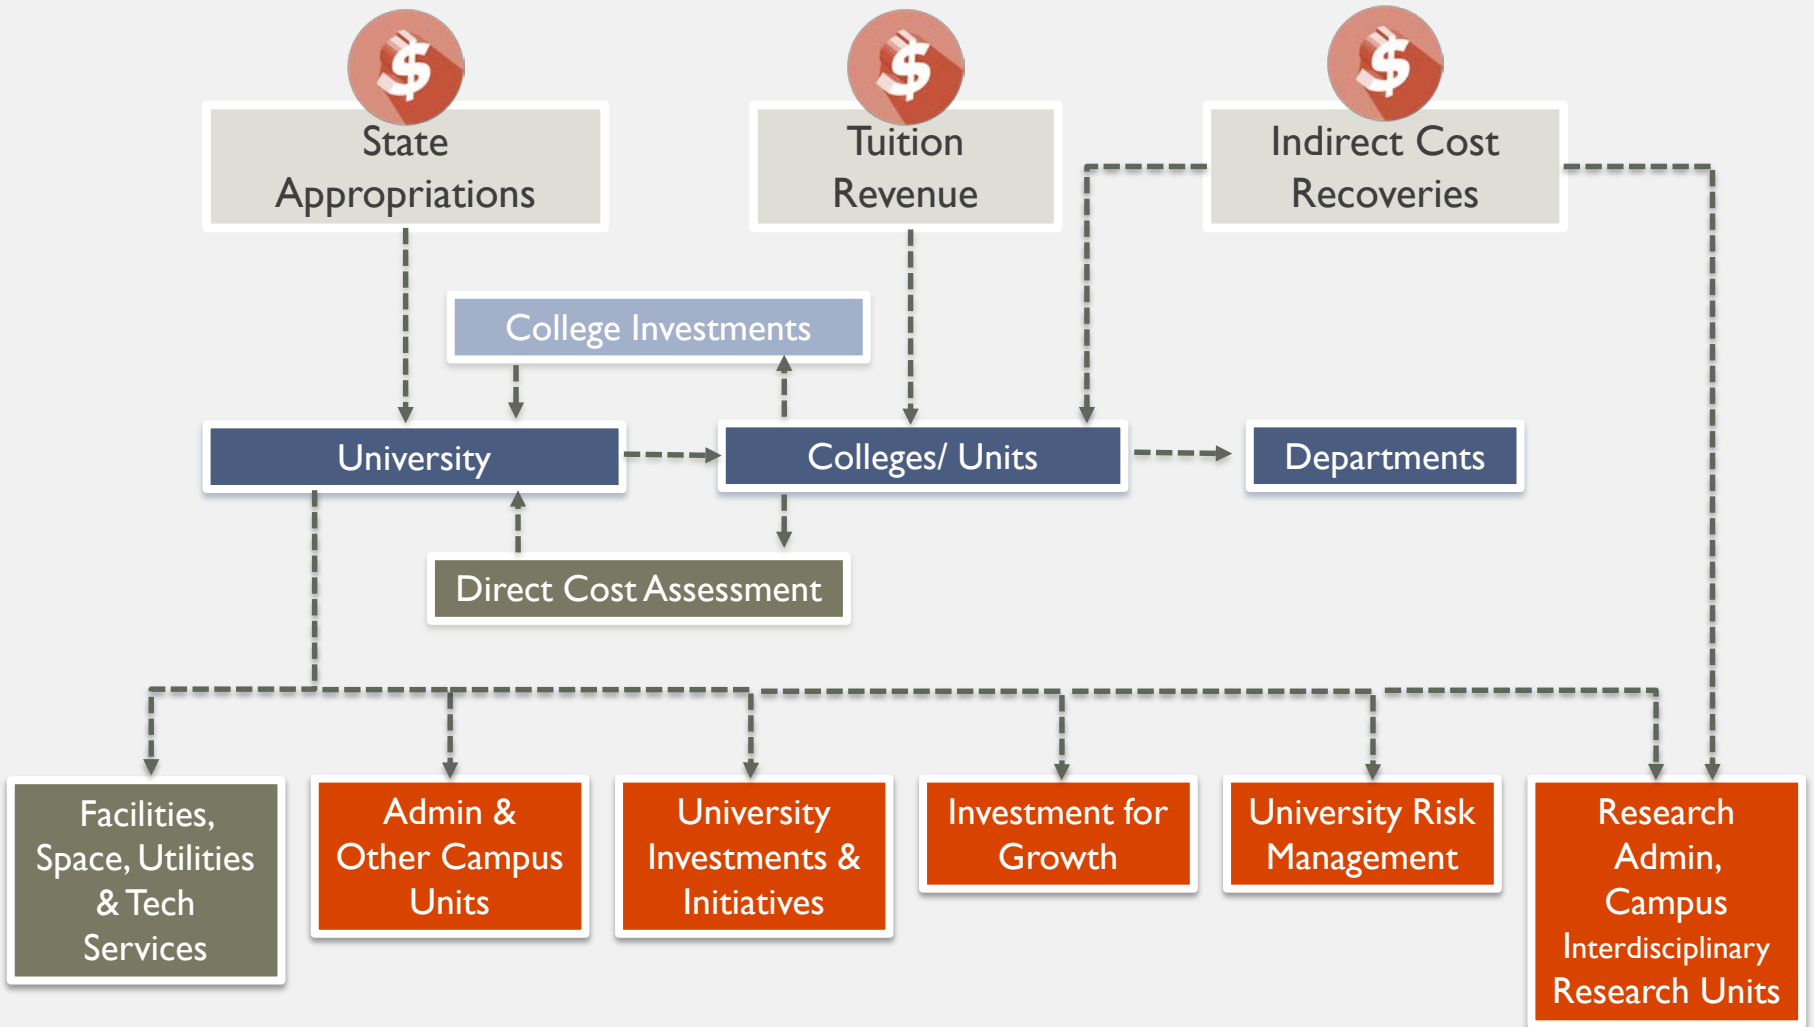 $
$
$
State
Appropriations
Tuition
Revenue
Indirect Cost
Recoveries
College Investments
University
Colleges/ Units
Departments
Direct Cost Assessment
Facilities,
Space, Utilities
& Tech
Services
Admin &
Other Campus
Units
University
Investments &
Initiatives
Investment for
Growth
University Risk
Management
Research
Admin,
Campus
Interdisciplinary
Research Units